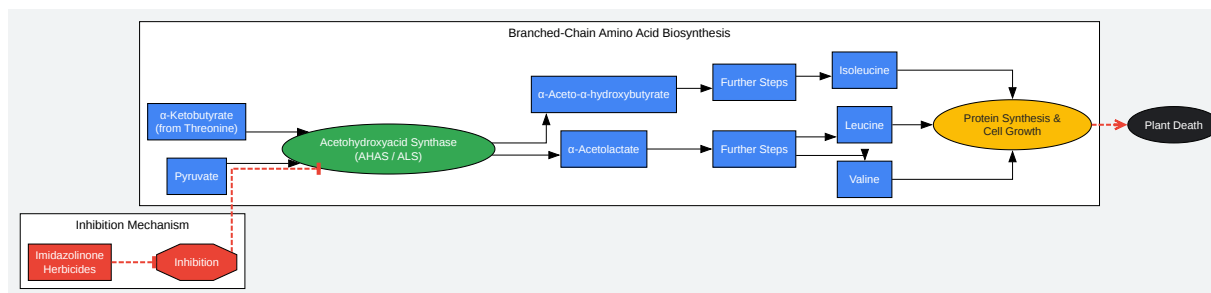 Branched-Chain Amino Acid Biosynthesis
α-Ketobutyrate
(from Threonine)
Pyruvate
Acetohydroxyacid Synthase
(AHAS / ALS)
α-Aceto-α-hydroxybutyrate
α-Acetolactate
Further Steps
Further Steps
Isoleucine
Leucine
Valine
Protein Synthesis &
Cell Growth
Plant Death
Inhibition Mechanism
Imidazolinone
Herbicides
Inhibition